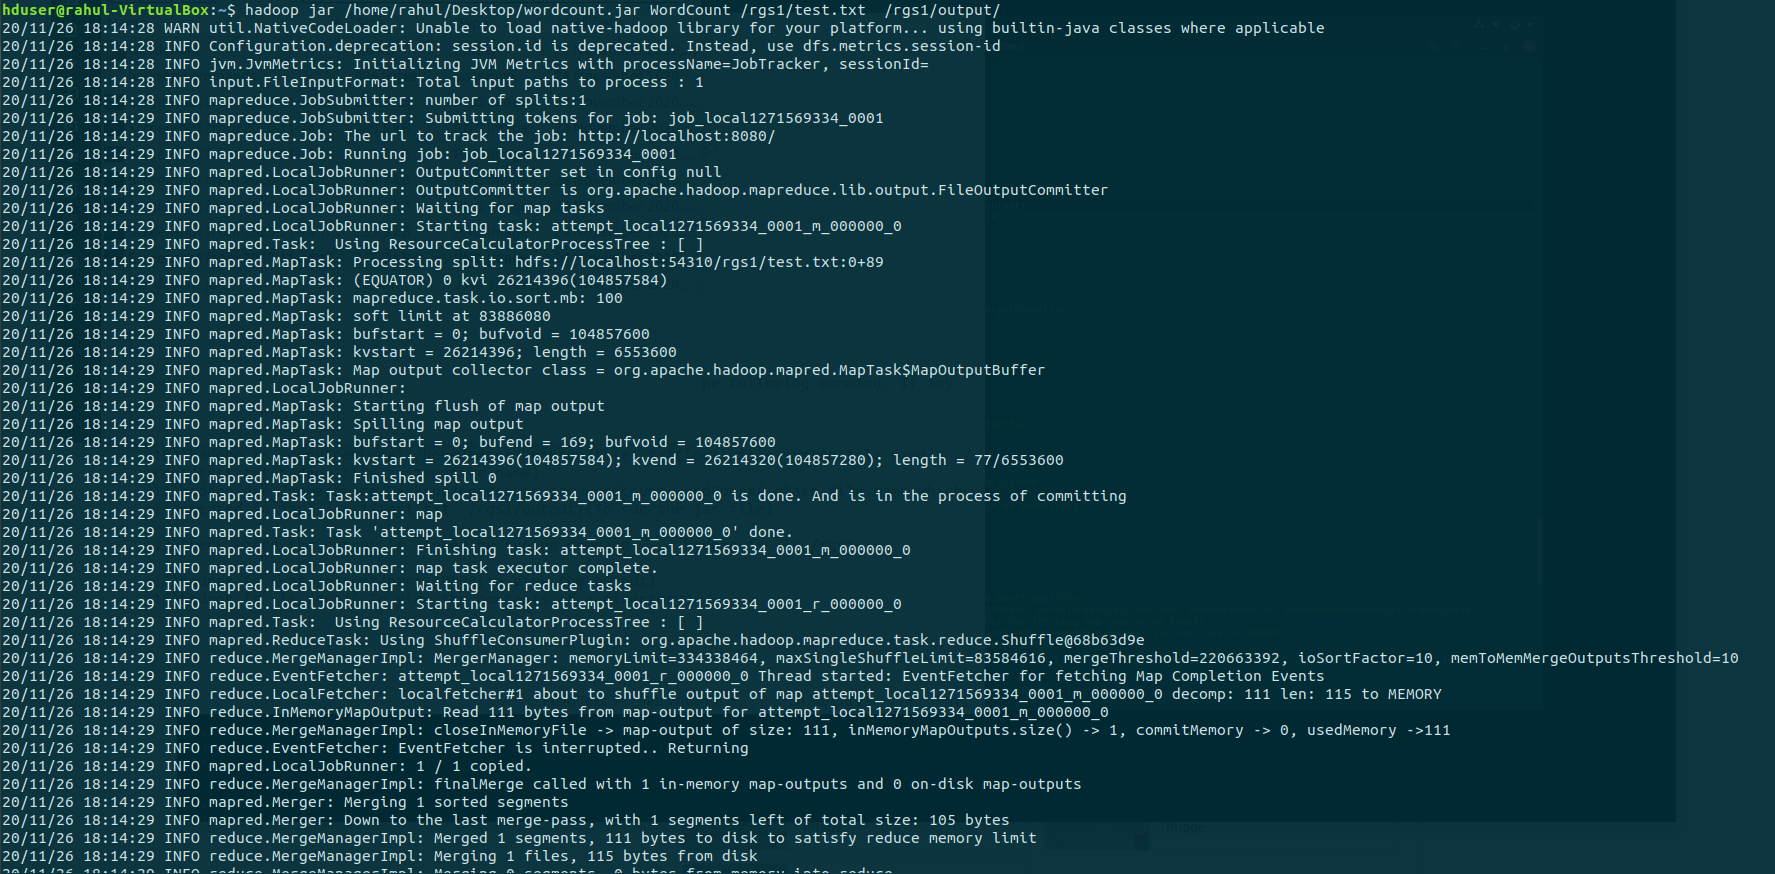 hduser@rahul-VirtualBox:~$ hadoop jar /home/rahul/Desktop/wordcount.jar WordCount /rgs1/test.txt  /rgs1/output/
20/11/26 18:14:28 WARN util.NativeCodeLoader: Unable to load native-hadoop library for your platform... using builtin-java classes where applicable
20/11/26 18:14:28 INFO Configuration.deprecation: session.id is deprecated. Instead, use dfs.metrics.session-id
20/11/26 18:14:28 INFO jvm.JvmMetrics: Initializing JVM Metrics with processName=JobTracker, sessionId=
20/11/26 18:14:28 INFO input.FileInputFormat: Total input paths to process : 1
20/11/26 18:14:28 INFO mapreduce.JobSubmitter: number of splits:1
20/11/26 18:14:29 INFO mapreduce.JobSubmitter: Submitting tokens for job: job_local1271569334_0001
20/11/26 18:14:29 INFO mapreduce.Job: The url to track the job: http://localhost:8080/
20/11/26 18:14:29 INFO mapreduce.Job: Running job: job_local1271569334_0001
20/11/26 18:14:29 INFO mapred.LocalJobRunner: OutputCommitter set in config null
20/11/26 18:14:29 INFO mapred.LocalJobRunner: OutputCommitter is org.apache.hadoop.mapreduce.lib.output.FileOutputCommitter
20/11/26 18:14:29 INFO mapred.LocalJobRunner: Waiting for map tasks
20/11/26 18:14:29 INFO mapred.LocalJobRunner: Starting task: attempt_local1271569334_0001_m_000000_0
20/11/26 18:14:29 INFO mapred.Task:  Using ResourceCalculatorProcessTree : [ ]
20/11/26 18:14:29 INFO mapred.MapTask: Processing split: hdfs://localhost:54310/rgs1/test.txt:0+89
20/11/26 18:14:29 INFO mapred.MapTask: (EQUATOR) 0 kvi 26214396(104857584)
20/11/26 18:14:29 INFO mapred.MapTask: mapreduce.task.io.sort.mb: 100
20/11/26 18:14:29 INFO mapred.MapTask: soft limit at 83886080
20/11/26 18:14:29 INFO mapred.MapTask: bufstart = 0; bufvoid = 104857600
20/11/26 18:14:29 INFO mapred.MapTask: kvstart = 26214396; length = 6553600
20/11/26 18:14:29 INFO mapred.MapTask: Map output collector class = org.apache.hadoop.mapred.MapTask$MapOutputBuffer
20/11/26 18:14:29 INFO mapred.LocalJobRunner:
20/11/26 18:14:29 INFO mapred.MapTask: Starting flush of map output
20/11/26 18:14:29 INFO mapred.MapTask: Spilling map output
20/11/26 18:14:29 INFO mapred.MapTask: bufstart = 0; bufend = 169; bufvoid = 104857600
20/11/26 18:14:29 INFO mapred.MapTask: kvstart = 26214396(104857584); kvend = 26214320(104857280); length = 77/6553600
20/11/26 18:14:29 INFO mapred.MapTask: Finished spill 0
20/11/26 18:14:29 INFO mapred.Task: Task:attempt_local1271569334_0001_m_000000_0 is done. And is in the process of committing
20/11/26 18:14:29 INFO mapred.LocalJobRunner: map
20/11/26 18:14:29 INFO mapred.Task: Task 'attempt_local1271569334_0001_m_000000_0' done.
20/11/26 18:14:29 INFO mapred.LocalJobRunner: Finishing task: attempt_local1271569334_0001_m_000000_0
20/11/26 18:14:29 INFO mapred.LocalJobRunner: map task executor complete.
20/11/26 18:14:29 INFO mapred.LocalJobRunner: Waiting for reduce tasks
20/11/26 18:14:29 INFO mapred.LocalJobRunner: Starting task: attempt_local1271569334_0001_r_000000_0
20/11/26 18:14:29 INFO mapred.Task:  Using ResourceCalculatorProcessTree : [ ]
20/11/26 18:14:29 INFO mapred.ReduceTask: Using ShuffleConsumerPlugin: org.apache.hadoop.mapreduce.task.reduce.Shuffle@68b63d9e
20/11/26 18:14:29 INFO reduce.MergeManagerImpl: MergerManager: memoryLimit=334338464, maxSingleShuffleLimit=83584616, mergeThreshold=220663392, ioSortFactor=10, memToMemMergeOutputsThreshold=10
20/11/26 18:14:29 INFO reduce.EventFetcher: attempt_local1271569334_0001_r_000000_0 Thread started: EventFetcher for fetching Map Completion Events
20/11/26 18:14:29 INFO reduce.LocalFetcher: localfetcher#1 about to shuffle output of map attempt_local1271569334_0001_m_000000_0 decomp: 111 len: 115 to MEMORY
20/11/26 18:14:29 INFO reduce.InMemoryMapOutput: Read 111 bytes from map-output for attempt_local1271569334_0001_m_000000_0
20/11/26 18:14:29 INFO reduce.MergeManagerImpl: closeInMemoryFile -> map-output of size: 111, inMemoryMapOutputs.size() -> 1, commitMemory -> 0, usedMemory ->111
20/11/26 18:14:29 INFO reduce.EventFetcher: EventFetcher is interrupted.. Returning
20/11/26 18:14:29 INFO mapred.LocalJobRunner: 1 / 1 copied.
20/11/26 18:14:29 INFO reduce.MergeManagerImpl: finalMerge called with 1 in-memory map-outputs and 0 on-disk map-outputs
20/11/26 18:14:29 INFO mapred.Merger: Merging 1 sorted segments
20/11/26 18:14:29 INFO mapred.Merger: Down to the last merge-pass, with 1 segments left of total size: 105 bytes
20/11/26 18:14:29 INFO reduce.MergeManagerImpl: Merged 1 segments, 111 bytes to disk to satisfy reduce memory limit
20/11/26 18:14:29 INFO reduce.MergeManagerImpl: Merging 1 files, 115 bytes from disk
20/11/26 18:14:29 INFO reduce.MergeManagerImpl: Merging 0 segments, 0 bytes from memory into reduce